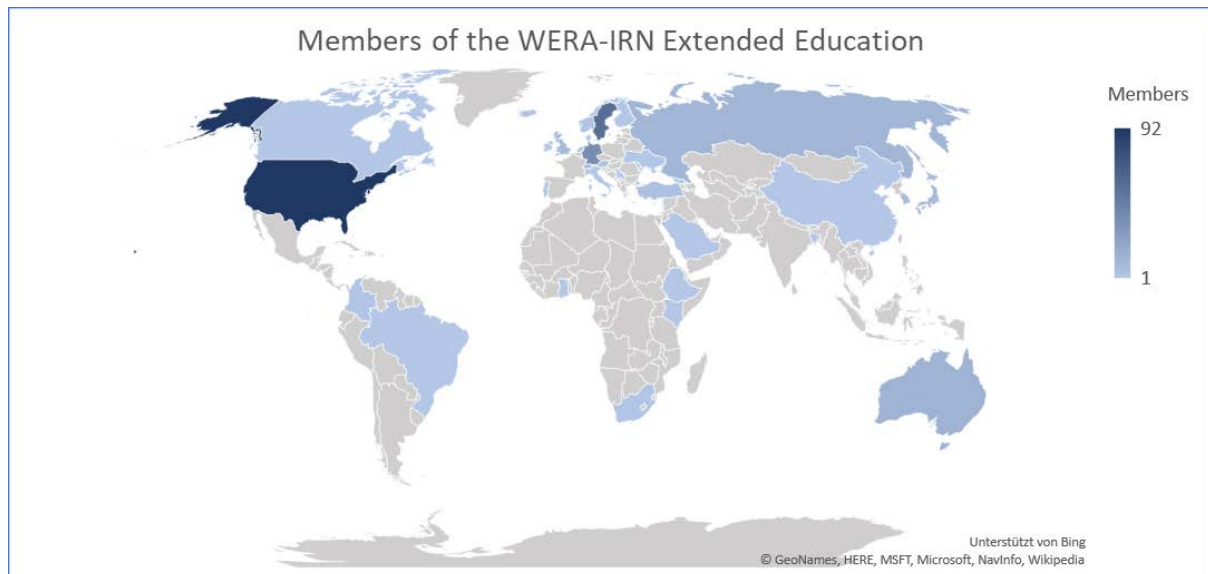 Members of the WERA-IRN Extended Education
Members
92
1
Unterstützt von Bing
© GeoNames, HERE, MSFT, Microsoft, NavInfo, Wikipedia